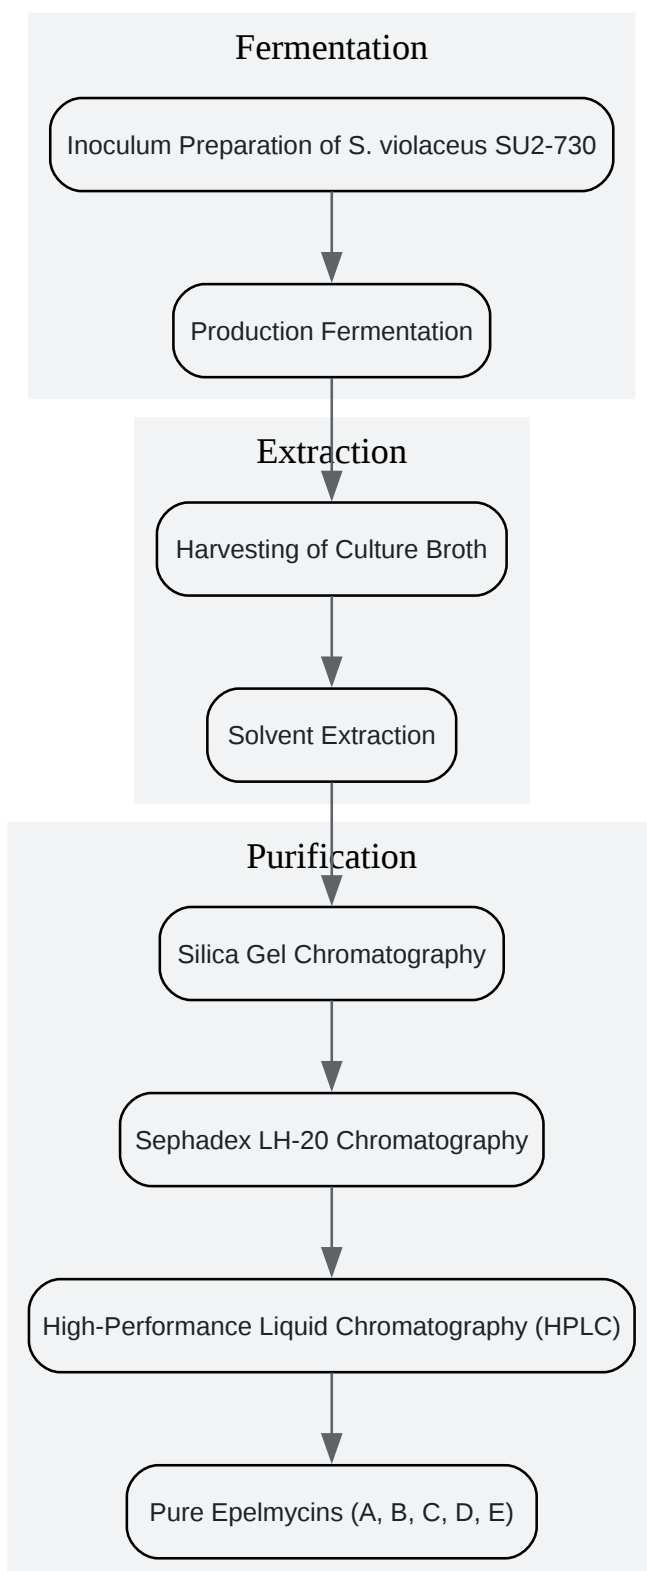 Fermentation
Inoculum Preparation of S. violaceus SU2-730
Production Fermentation
Extraction
Harvesting of Culture Broth
Solvent Extraction
Purification
Silica Gel Chromatography
Sephadex LH-20 Chromatography
High-Performance Liquid Chromatography (HPLC)
Pure Epelmycins (A, B, C, D, E)